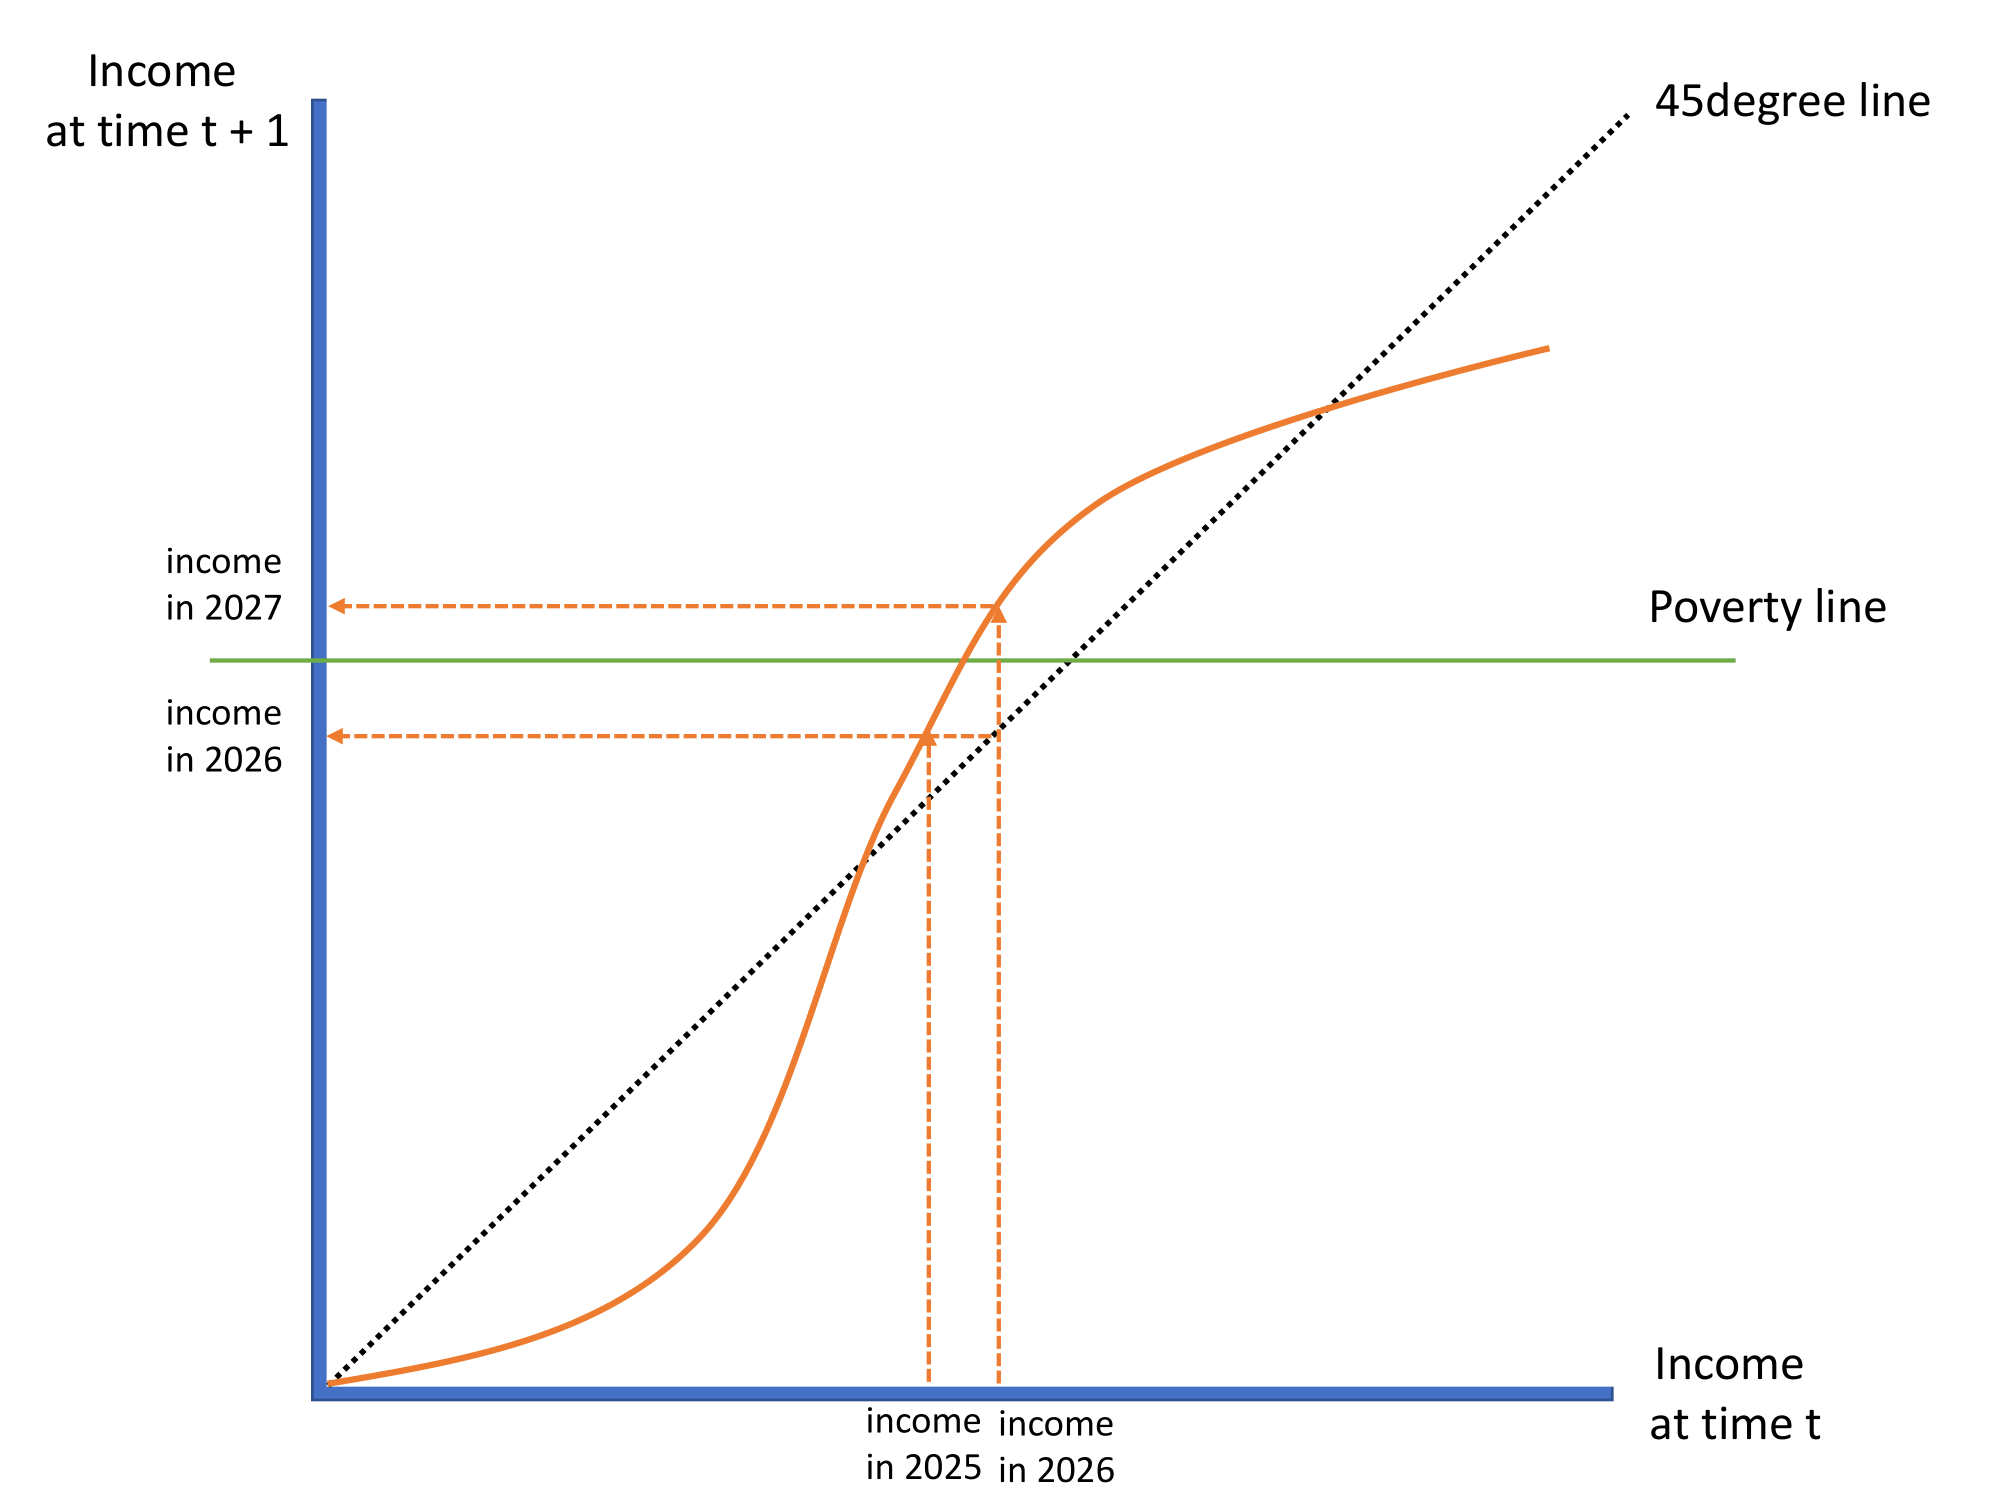 Income
at time t + 1
45degree line
income
in 2027
Poverty line
income
in 2026
Income
at time t
income
in 2025
income
in 2026